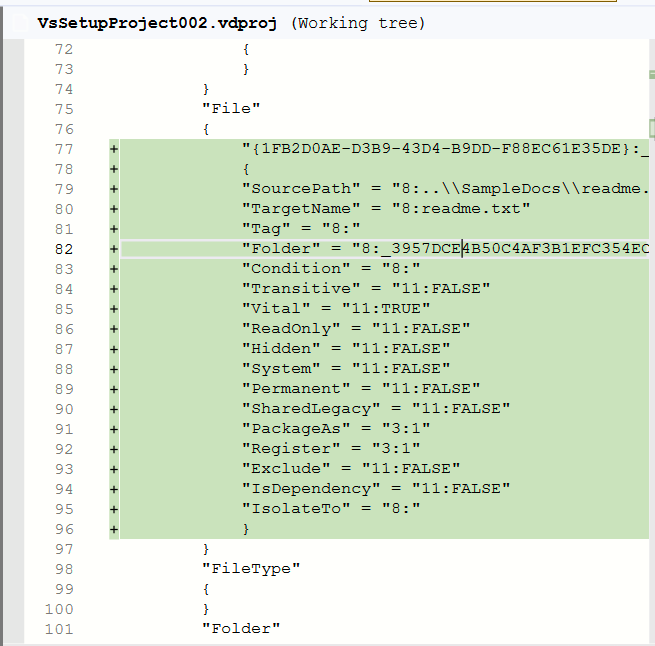 VsSetupProject002.vdproj (Working tree)
72 {
73 }
74 }
75 "File"
76 {
77 + "{1FB2D0AE-D3B9-43D4-B9DD-F88EC61E35DE}:_
78 + {
79 + "SourcePath" = "8:..\\SampleDocs\\readme.
80 + "TargetName" = "8:readme.txt"
81 + "Tag" = "8:"
82 + "Folder" = "8:_3957DCE4B50C4AF3B1EFC354EC
83 + "Condition" = "8:"
84 + "Transitive" = "11:FALSE"
85 + "Vital" = "11:TRUE"
86 + "ReadOnly" = "11:FALSE"
87 + "Hidden" = "11:FALSE"
88 + "System" = "11:FALSE"
89 + "Permanent" = "11:FALSE"
90 + "SharedLegacy" = "11:FALSE"
91 + "PackageAs" = "3:1"
92 + "Register" = "3:1"
93 + "Exclude" = "11:FALSE"
94 + "IsDependency" = "11:FALSE"
95 + "IsolateTo" = "8:"
96 + }
97 }
98 "FileType"
99 {
100 }
101 "Folder"